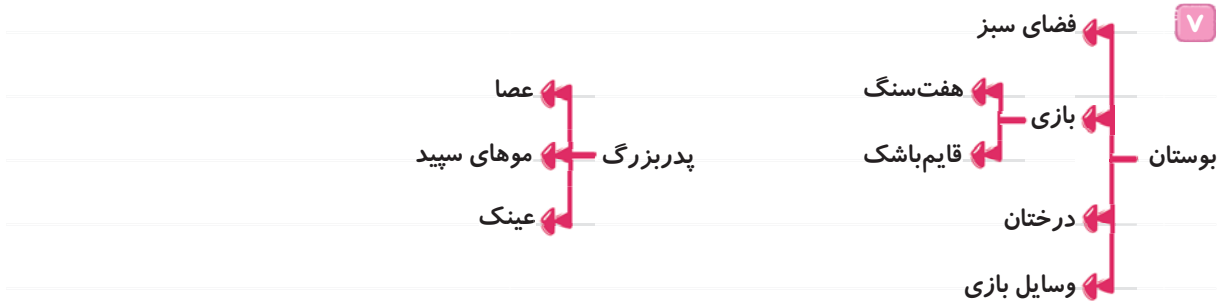 ۷
فضای سبز
هفت‌سنگ
بازی
قایم‌باشک
بوستان
درختان
وسایل بازی
عصا
پدربزرگ
موهای سپید
عینک